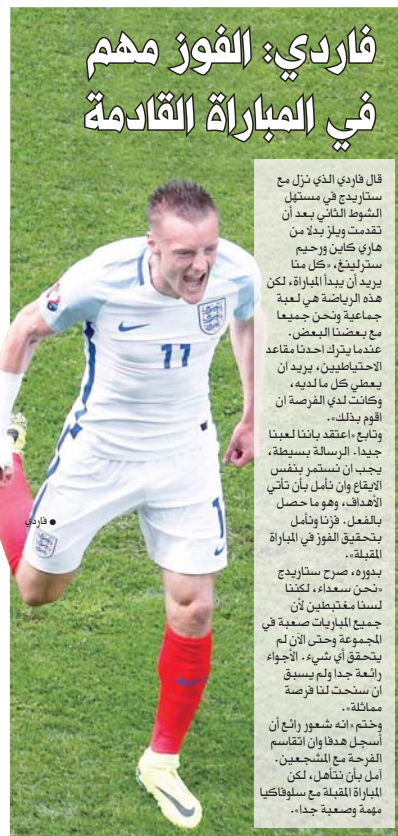 فاردي: الفوز مهم
في المباراة القادمة
قال فاردي الذي نزل مع
ستاريدج في مستهل
الشوط الثاني بعد أن
تقدمت ويلز بدلا من
هاري كاين ورحيم
سترلينغ، «كل منا
يريد أن يبدأ المباراة، لكن
هذه الرياضة هي لعبة
جماعية ونحن جميعا
مع بعضنا البعض.
عندما يترك احدنا مقاعد
الاحتياطيين، يريد ان
يعطي كل ما لديه،
وكانت لدي الفرصة ان
اقوم بذلك».
وتابع «اعتقد باننا لعبنا
جيدا. الرسالة بسيطة،
يجب ان نستمر بنفس
الايقاع وان نأمل بأن تأتي
الأهداف، وهو ما حصل
بالفعل. فزنا ونأمل
بتحقيق الفوز في المباراة
المقبلة».
بدوره، صرح ستاريدج
«نحن سعداء، لكننا
لسنا مغتبطين لأن
جميع المباريات صعبة في
المجموعة وحتى الآن لم
يتحقق أي شيء. الأجواء
رائعة جدا ولم يسبق
ان سنحت لنا فرصة
مماثلة».
وختم «انه شعور رائع أن
أسجل هدفا وان اتقاسم
الفرحة مع المشجعين.
آمل بأن نتأهل، لكن
المباراة المقبلة مع سلوفاكيا
مهمة وصعبة جدا».
● فاردي
11
1